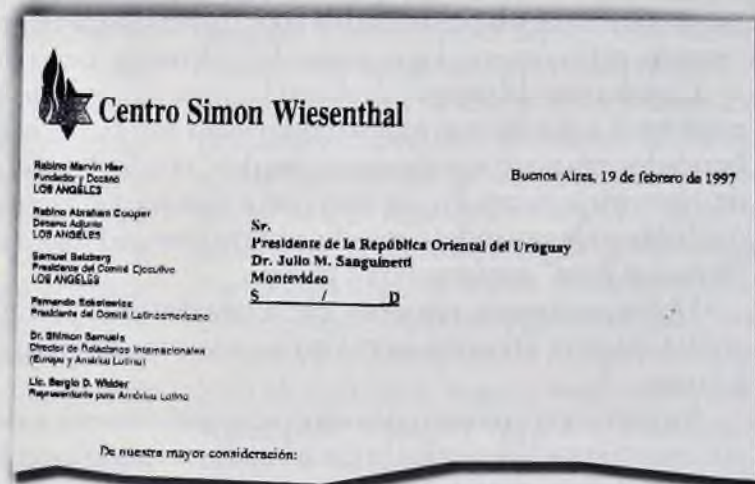 Centro Simon Wiesenthal
Rabino Marvin Hier
Fundador y Decano
LOS ANGELES
Rabino Abraham Cooper
Decano Adjunto
LOS ANGELES
Samuel Belzberg
Presidente del Comité Ejecutivo
LOS ANGELES
Fernando Sokolowicz
Presidente del Comité Latinoamericano
Dr. Shimon Samuels
Director de Relaciones Internacionales
(Europa y América Latina)
Lic. Sergio D. Widder
Representante para América Latina
Buenos Aires, 19 de febrero de 1997
Sr.
Presidente de la República Oriental del Uruguay
Dr. Julio M. Sanguinetti
Montevideo
S / D
De nuestra mayor consideración: